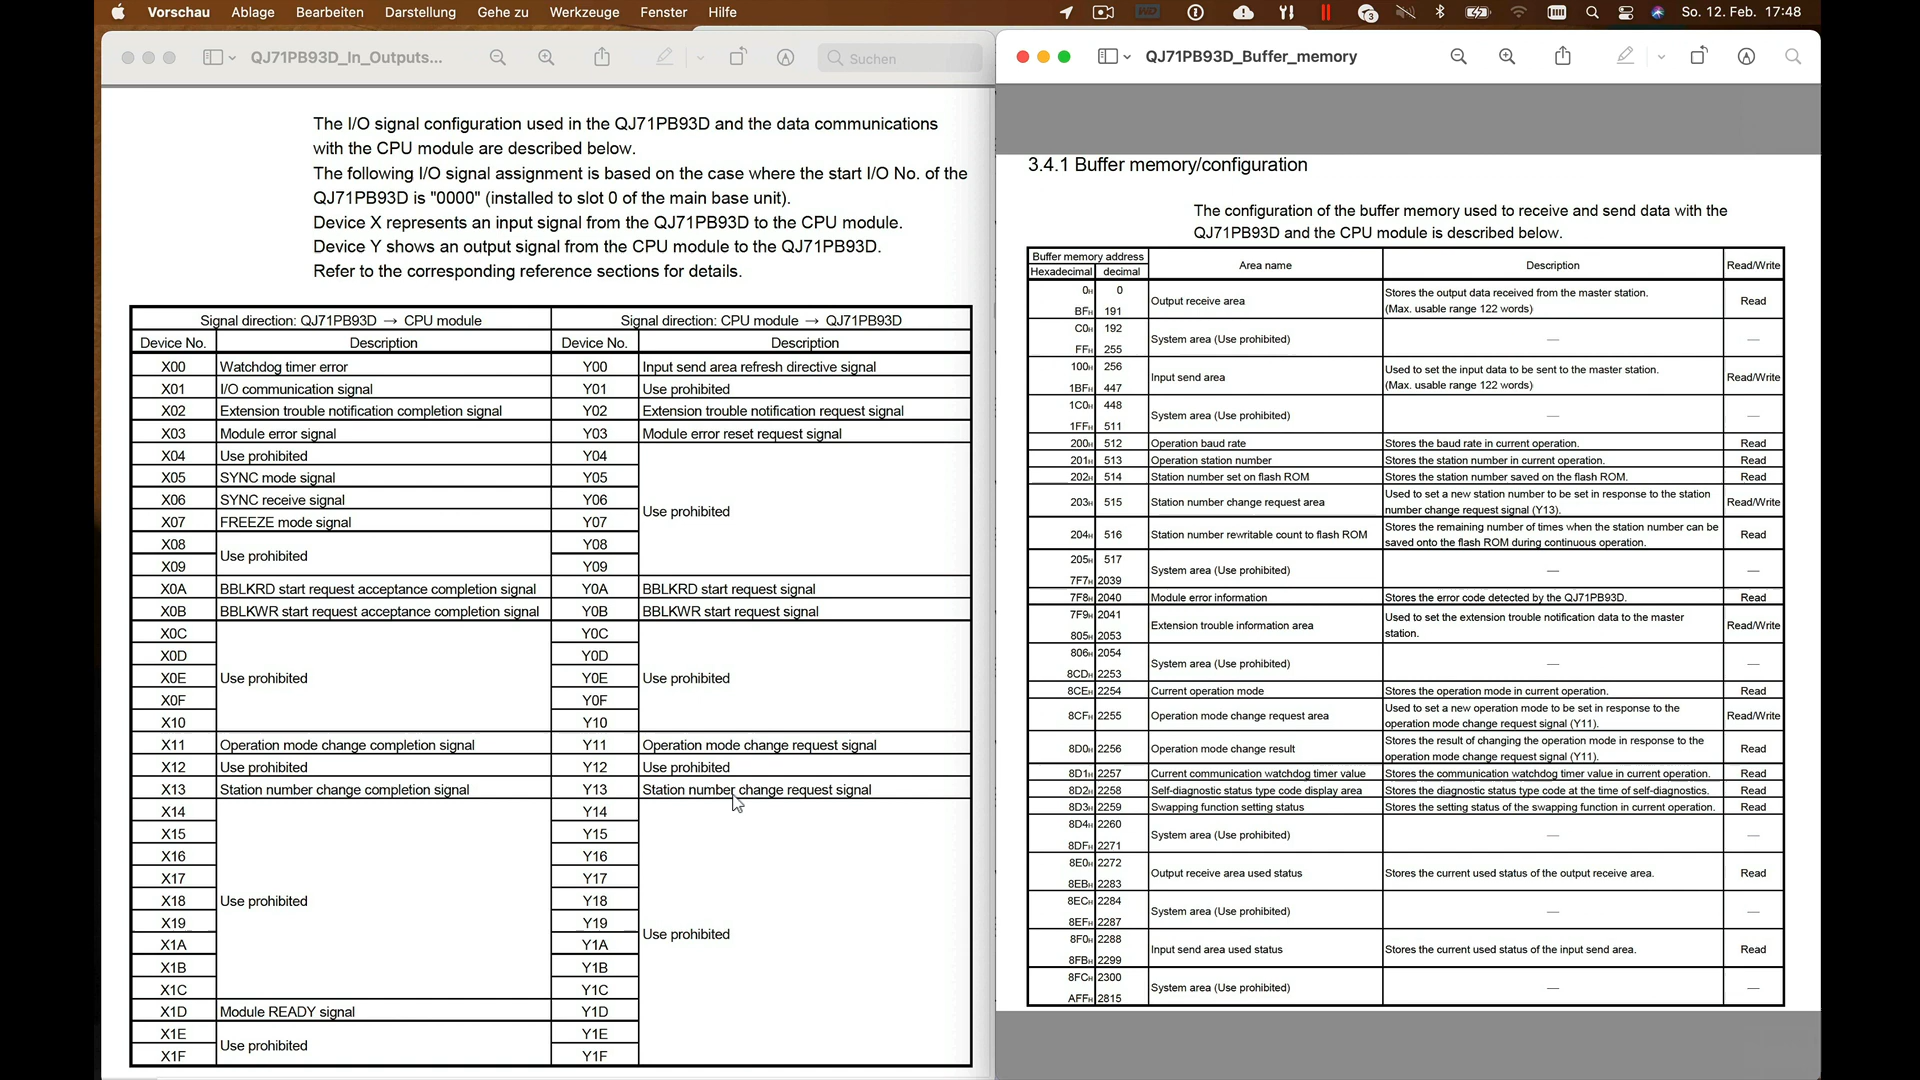 Vorschau Ablage Bearbeiten Darstellung Gehe zu Werkzeuge Fenster Hilfe 3 So. 12. Feb. 17:48
QJ71PB93D_In_Outputs... Suchen
The I/O signal configuration used in the QJ71PB93D and the data communications
with the CPU module are described below.
The following I/O signal assignment is based on the case where the start I/O No. of the
QJ71PB93D is "0000" (installed to slot 0 of the main base unit).
Device X represents an input signal from the QJ71PB93D to the CPU module.
Device Y shows an output signal from the CPU module to the QJ71PB93D.
Refer to the corresponding reference sections for details.
Signal direction: QJ71PB93D → CPU module Signal direction: CPU module → QJ71PB93D
Device No. Description Device No. Description
X00 Watchdog timer error Y00 Input send area refresh directive signal
X01 I/O communication signal Y01 Use prohibited
X02 Extension trouble notification completion signal Y02 Extension trouble notification request signal
X03 Module error signal Y03 Module error reset request signal
X04 Use prohibited Y04
X05 SYNC mode signal Y05
X06 SYNC receive signal Y06
Use prohibited
X07 FREEZE mode signal Y07
X08 Y08
Use prohibited
X09 Y09
X0A BBLKRD start request acceptance completion signal Y0A BBLKRD start request signal
X0B BBLKWR start request acceptance completion signal Y0B BBLKWR start request signal
X0C Y0C
X0D Y0D
X0E Use prohibited Y0E Use prohibited
X0F Y0F
X10 Y10
X11 Operation mode change completion signal Y11 Operation mode change request signal
X12 Use prohibited Y12 Use prohibited
X13 Station number change completion signal Y13 Station number change request signal
X14 Y14
X15 Y15
X16 Y16
X17 Y17
X18 Use prohibited Y18
X19 Y19
Use prohibited
X1A Y1A
X1B Y1B
X1C Y1C
X1D Module READY signal Y1D
X1E Y1E
Use prohibited
X1F Y1F
QJ71PB93D_Buffer_memory
3.4.1 Buffer memory/configuration
The configuration of the buffer memory used to receive and send data with the
QJ71PB93D and the CPU module is described below.
Buffer memory address
Area name Description Read/Write
Hexadecimal decimal
0H 0
Output receive area Stores the output data received from the master station. Read
(Max. usable range 122 words)
BFH 191
C0H 192
System area (Use prohibited) — —
FFH 255
100H 256
Input send area Used to set the input data to be sent to the master station. Read/Write
(Max. usable range 122 words)
1BFH 447
1C0H 448
System area (Use prohibited) — —
1FFH 511
200H 512 Operation baud rate Stores the baud rate in current operation. Read
201H 513 Operation station number Stores the station number in current operation. Read
202H 514 Station number set on flash ROM Stores the station number saved on the flash ROM. Read
203H 515 Station number change request area Used to set a new station number to be set in response to the station Read/Write
number change request signal (Y13).
204H 516 Station number rewritable count to flash ROM Stores the remaining number of times when the station number can be Read
saved onto the flash ROM during continuous operation.
205H 517
System area (Use prohibited) — —
7F7H 2039
7F8H 2040 Module error information Stores the error code detected by the QJ71PB93D. Read
7F9H 2041
Extension trouble information area Used to set the extension trouble notification data to the master Read/Write
station.
805H 2053
806H 2054
System area (Use prohibited) — —
8CDH 2253
8CEH 2254 Current operation mode Stores the operation mode in current operation. Read
8CFH 2255 Operation mode change request area Used to set a new operation mode to be set in response to the Read/Write
operation mode change request signal (Y11).
8D0H 2256 Operation mode change result Stores the result of changing the operation mode in response to the Read
operation mode change request signal (Y11).
8D1H 2257 Current communication watchdog timer value Stores the communication watchdog timer value in current operation. Read
8D2H 2258 Self-diagnostic status type code display area Stores the diagnostic status type code at the time of self-diagnostics. Read
8D3H 2259 Swapping function setting status Stores the setting status of the swapping function in current operation. Read
8D4H 2260
System area (Use prohibited) — —
8DFH 2271
8E0H 2272
Output receive area used status Stores the current used status of the output receive area. Read
8EBH 2283
8ECH 2284
System area (Use prohibited) — —
8EFH 2287
8F0H 2288
Input send area used status Stores the current used status of the input send area. Read
8FBH 2299
8FCH 2300
System area (Use prohibited) — —
AFFH 2815